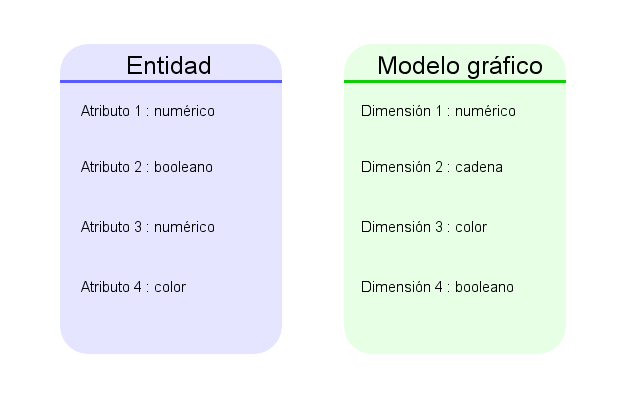 Entidad
Atributo 1 : numérico
Atributo 2 : booleano
Atributo 3 : numérico
Atributo 4 : color
Modelo gráfico
Dimensión 1 : numérico
Dimensión 2 : cadena
Dimensión 3 : color
Dimensión 4 : booleano